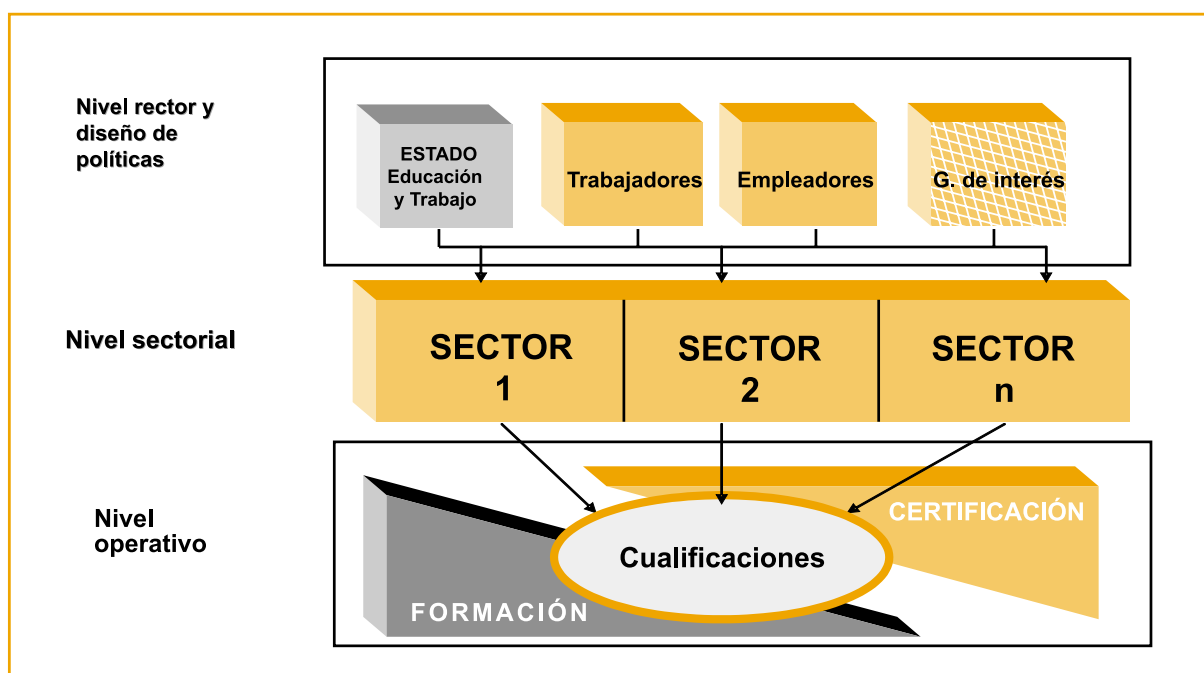 Nivel rector y
diseño de
políticas
ESTADO
Educación
y Trabajo
Trabajadores
Empleadores
G. de interés
Nivel sectorial
SECTOR
1
SECTOR
2
SECTOR
n
Nivel
operativo
CERTIFICACIÓN
Cualificaciones
FORMACIÓN